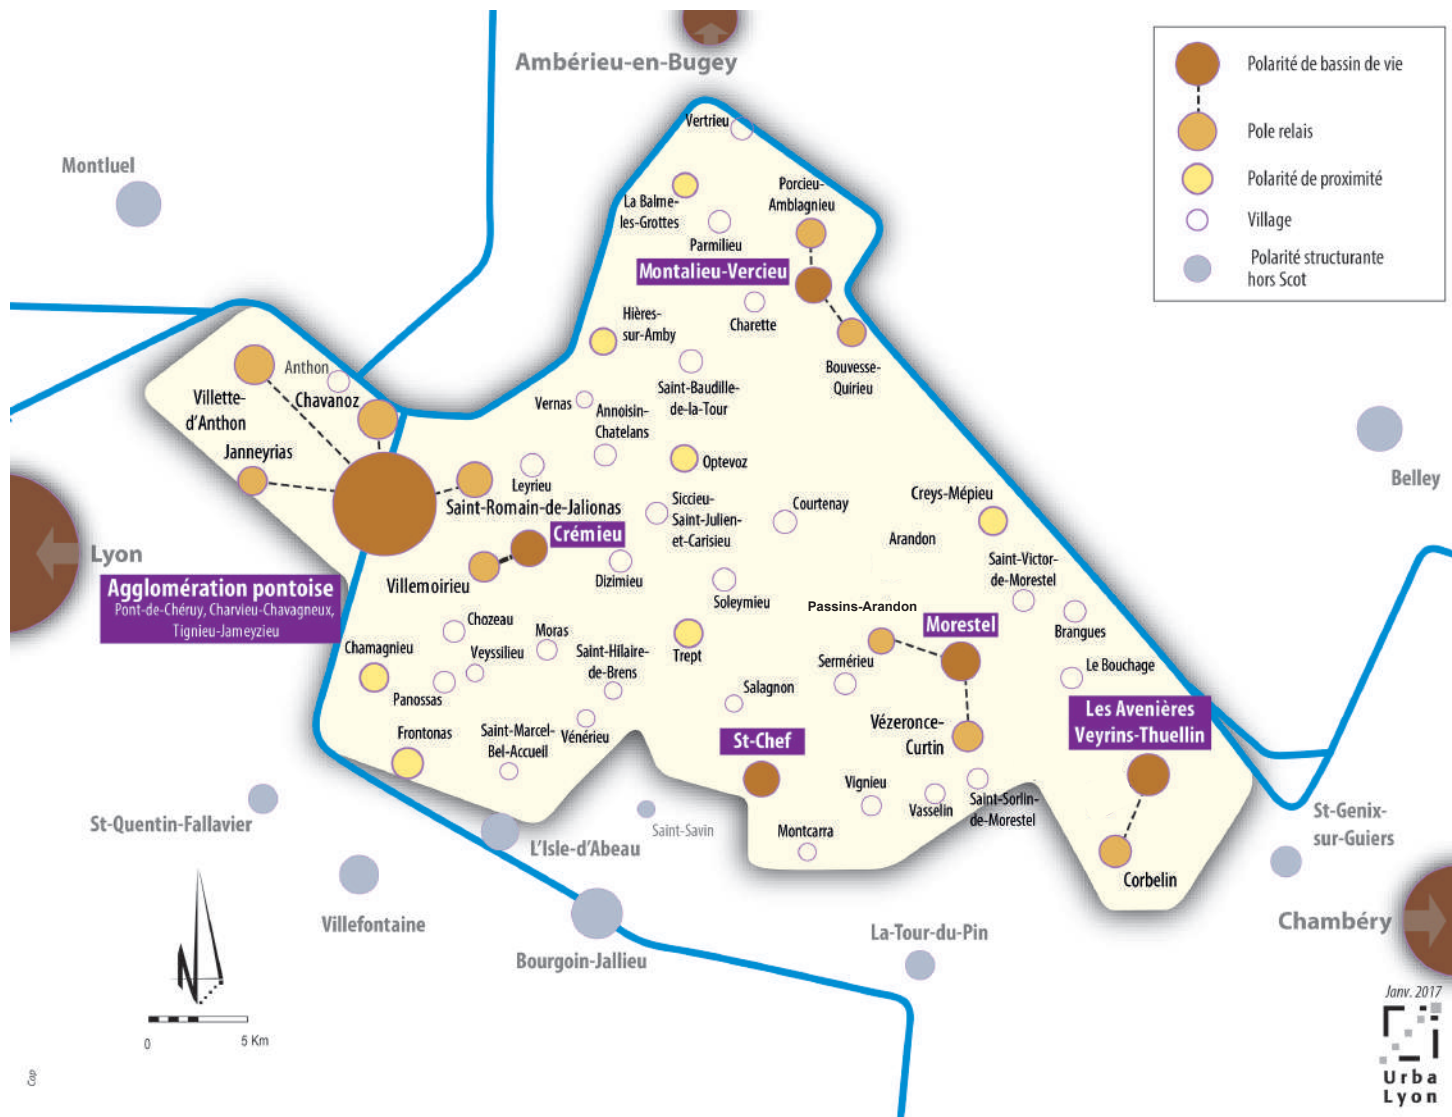 Ambérieu-en-Bugey
Polarité de bassin de vie
Pole relais
Polarité de proximité
Village
Polarité structurante
hors Scot
Montluel
Vertrieu
La Balme-
les-Grottes
Porcieu-
Amblagnieu
Parmilieu
Montalieu-Vercieu
Charette
Hières-
sur-Amby
Bouvesse-
Quirieu
Saint-Baudille-
de-la-Tour
Anthon
Villette-
d'Anthon
Chavanoz
Janneyrias
Vernas
Annoisin-
Chatelans
Optevoz
Leyrieu
Saint-Romain-de-Jalionas
Siccieu-
Saint-Julien-
et-Carisieu
Courtenay
Creys-Mépieu
Arandon
Belley
Lyon
Crémieu
Villemoirieu
Dizimieu
Soleymieu
Saint-Victor-
de-Morestel
Agglomération pontoise
Pont-de-Chéruy, Charvieu-Chavagneux,
Tignieu-Jameyzieu
Passins-Arandon
Morestel
Brangues
Chozeau
Moras
Veyssilieu
Saint-Hilaire-
de-Brens
Trept
Sermérieu
Le Bouchage
Chamagnieu
Panossas
Salagnon
Les Avenières
Veyrins-Thuellin
Frontonas
Saint-Marcel-
Bel-Accueil
Vénérieu
St-Chef
Vézeronce-
Curtin
Vignieu
Vasselin
Saint-Sorlin-
de-Morestel
Montcarra
Corbelin
St-Quentin-Fallavier
L'Isle-d'Abeau
Saint-Savin
St-Genix-
sur-Guiers
Villefontaine
Bourgoin-Jallieu
La-Tour-du-Pin
Chambéry
N
0 5 Km
Cap
Janv. 2017
Urba
Lyon